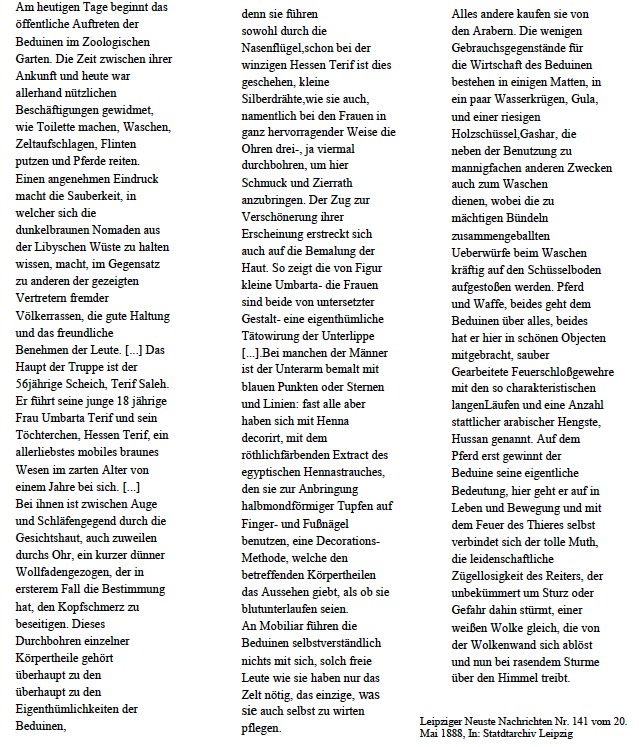 Am heutigen Tage beginnt das
öffentliche Auftreten der
Beduinen im Zoologischen
Garten. Die Zeit zwischen ihrer
Ankunft und heute war
allerhand nützlichen
Beschäftigungen gewidmet,
wie Toilette machen, Waschen,
Zeltaufschlagen, Flinten
putzen und Pferde reiten.
Einen angenehmen Eindruck
macht die Sauberkeit, in
welcher sich die
dunkelbraunen Nomaden aus
der Libyschen Wüste zu halten
wissen, macht, im Gegensatz
zu anderen der gezeigten
Vertretern fremder
Völkerrassen, die gute Haltung
und das freundliche
Benehmen der Leute. [...] Das
Haupt der Truppe ist der
56jährige Scheich, Terif Saleh.
Er führt seine junge 18 jährige
Frau Umbarta Terif und sein
Töchterchen, Hessen Terif, ein
allerliebstes mobiles braunes
Wesen im zarten Alter von
einem Jahre bei sich. [...]
Bei ihnen ist zwischen Auge
und Schläfengegend durch die
Gesichtshaut, auch zuweilen
durchs Ohr, ein kurzer dünner
Wollfadengezogen, der in
ersterem Fall die Bestimmung
hat, den Kopfschmerz zu
beseitigen. Dieses
Durchbohren einzelner
Körpertheile gehört
überhaupt zu den
überhaupt zu den
Eigenthümlichkeiten der
Beduinen,
denn sie führen
sowohl durch die
Nasenflügel,schon bei der
winzigen Hessen Terif ist dies
geschehen, kleine
Silberdrähte,wie sie auch,
namentlich bei den Frauen in
ganz hervorragender Weise die
Ohren drei-, ja viermal
durchbohren, um hier
Schmuck und Zierrath
anzubringen. Der Zug zur
Verschönerung ihrer
Erscheinung erstreckt sich
auch auf die Bemalung der
Haut. So zeigt die von Figur
kleine Umbarta- die Frauen
sind beide von untersetzter
Gestalt- eine eigenthümliche
Tätowirung der Unterlippe
[...].Bei manchen der Männer
ist der Unterarm bemalt mit
blauen Punkten oder Sternen
und Linien: fast alle aber
haben sich mit Henna
decorirt, mit dem
röthlichfärbenden Extract des
egyptischen Hennastrauches,
den sie zur Anbringung
halbmondförmiger Tupfen auf
Finger- und Fußnägel
benutzen, eine Decorations-
Methode, welche den
betreffenden Körpertheilen
das Aussehen giebt, als ob sie
blutunterlaufen seien.
An Mobiliar führen die
Beduinen selbstverständlich
nichts mit sich, solch freie
Leute wie sie haben nur das
Zelt nötig, das einzige, was
sie auch selbst zu wirten
pflegen.
Alles andere kaufen sie von
den Arabern. Die wenigen
Gebrauchsgegenstände für
die Wirtschaft des Beduinen
bestehen in einigen Matten, in
ein paar Wasserkrügen, Gula,
und einer riesigen
Holzschüssel,Gashar, die
neben der Benutzung zu
mannigfachen anderen Zwecken
auch zum Waschen
dienen, wobei die zu
mächtigen Bündeln
zusammengeballten
Ueberwürfe beim Waschen
kräftig auf den Schüsselboden
aufgestoßen werden. Pferd
und Waffe, beides geht dem
Beduinen über alles, beides
hat er hier in schönen Objecten
mitgebracht, sauber
Gearbeitete Feuerschloßgewehre
mit den so charakteristischen
langenLäufen und eine Anzahl
stattlicher arabischer Hengste,
Hussan genannt. Auf dem
Pferd erst gewinnt der
Beduine seine eigentliche
Bedeutung, hier geht er auf in
Leben und Bewegung und mit
dem Feuer des Thieres selbst
verbindet sich der tolle Muth,
die leidenschaftliche
Zügellosigkeit des Reiters, der
unbekümmert um Sturz oder
Gefahr dahin stürmt, einer
weißen Wolke gleich, die von
der Wolkenwand sich ablöst
und nun bei rasendem Sturme
über den Himmel treibt.
Leipziger Neuste Nachrichten Nr. 141 vom 20.
Mai 1888, In: Statdtarchiv Leipzig